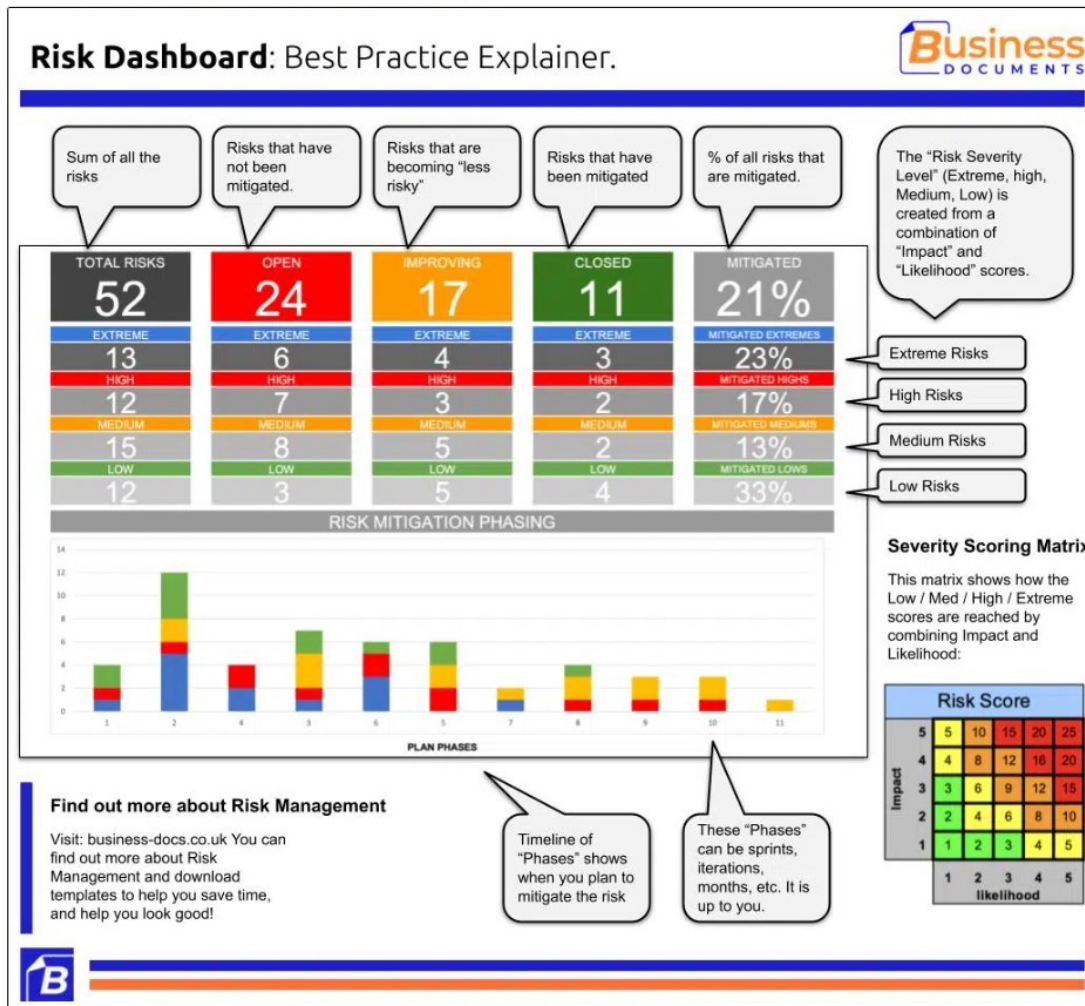 Risk Dashboard: Best Practice Explainer.
Business
DOCUMENTS
Sum of all the
risks
Risks that have
not been
mitigated.
Risks that are
becoming “less
risky”
Risks that have
been mitigated
% of all risks that
are mitigated.
The “Risk Severity
Level” (Extreme, high,
Medium, Low) is
created from a
combination of
“Impact” and
“Likelihood” scores.
TOTAL RISKS OPEN IMPROVING CLOSED MITIGATED
52 24 17 11 21%
EXTREME EXTREME EXTREME EXTREME MITIGATED EXTREMES
13 6 4 3 23%
HIGH HIGH HIGH HIGH MITIGATED HIGHS
12 7 3 2 17%
MEDIUM MEDIUM MEDIUM MEDIUM MITIGATED MEDIUMS
15 8 5 2 13%
LOW LOW LOW LOW MITIGATED LOWS
12 3 5 4 33%
Extreme Risks
High Risks
Medium Risks
Low Risks
RISK MITIGATION PHASING
14
12
10
8
6
4
2
0
1 2 4 3 6 5 7 8 9 10 11
PLAN PHASES
Severity Scoring Matrix
This matrix shows how the
Low / Med / High / Extreme
scores are reached by
combining Impact and
Likelihood:
Risk Score
Impact
5 5 10 15 20 25
4 4 8 12 16 20
3 3 6 9 12 15
2 2 4 6 8 10
1 1 2 3 4 5
1 2 3 4 5
likelihood
Find out more about Risk Management
Visit: business-docs.co.uk You can
find out more about Risk
Management and download
templates to help you save time,
and help you look good!
Timeline of
“Phases” shows
when you plan to
mitigate the risk
These “Phases”
can be sprints,
iterations,
months, etc. It is
up to you.
B